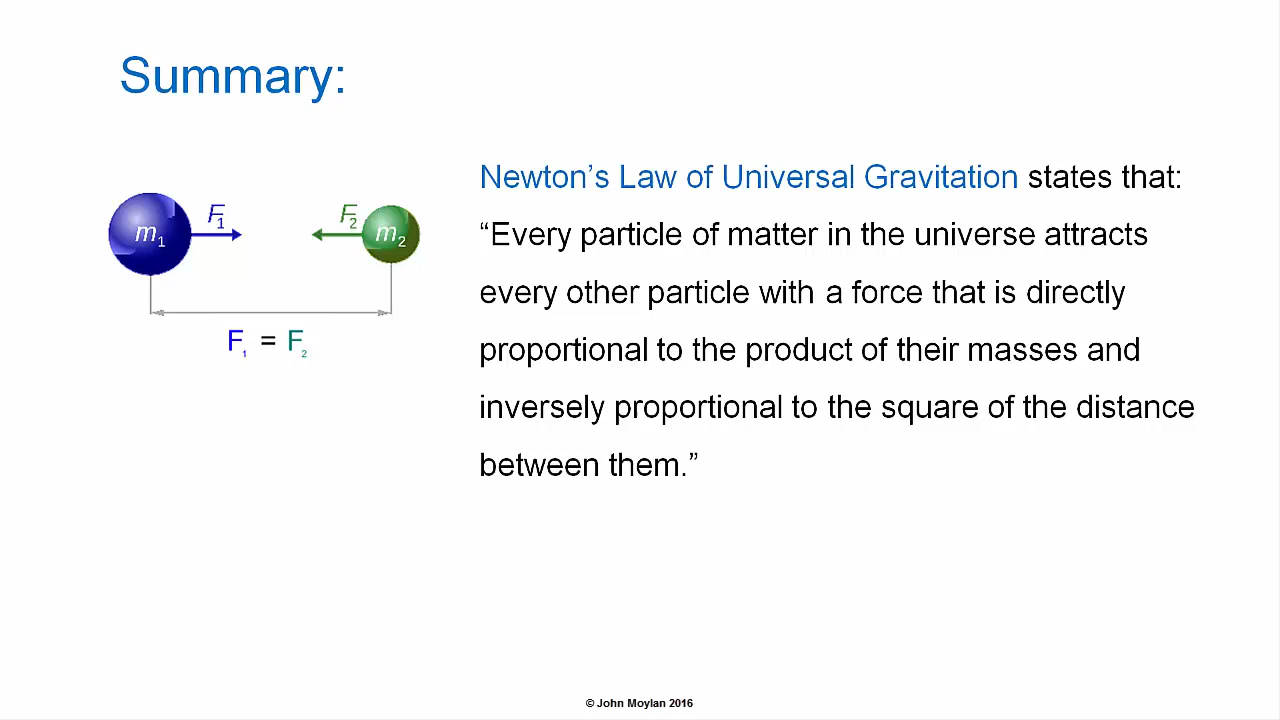 Summary:
Newton’s Law of Universal Gravitation states that:
“Every particle of matter in the universe attracts
every other particle with a force that is directly
proportional to the product of their masses and
inversely proportional to the square of the distance
between them.”
m₁ F₁ F₂ m₂
F₁ = F₂
© John Moylan 2016